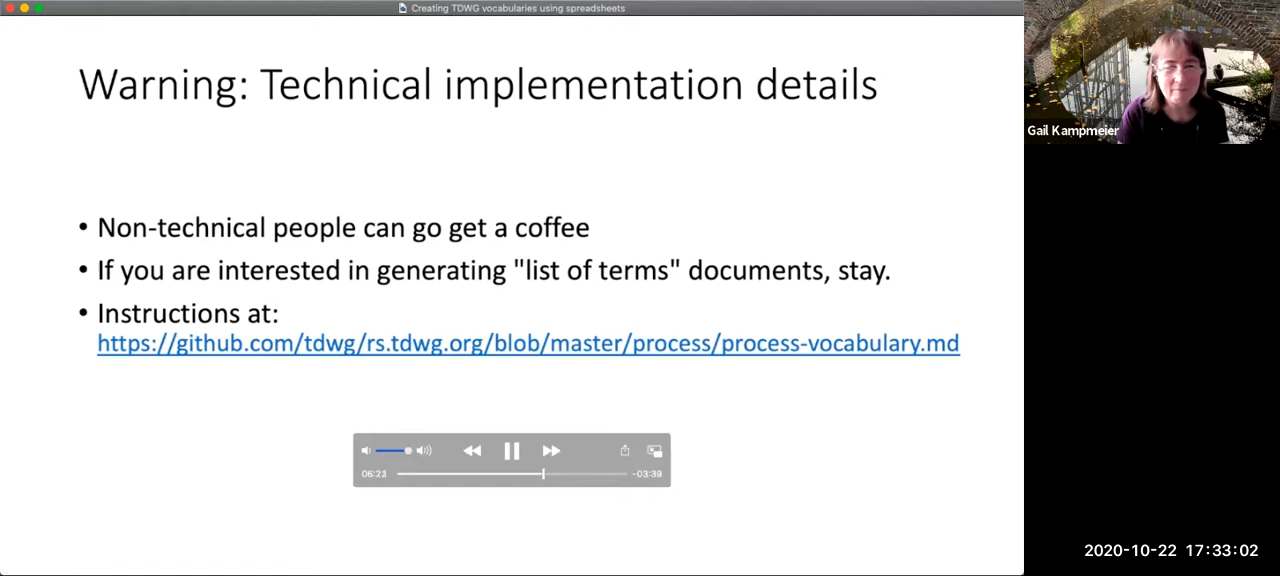 Creating TDWG vocabularies using spreadsheets
Warning: Technical implementation details
• Non-technical people can go get a coffee
• If you are interested in generating "list of terms" documents, stay.
• Instructions at:
https://github.com/tdwg/rs.tdwg.org/blob/master/process/process-vocabulary.md
06:23
-03:39
Gail Kampmeier
2020-10-22 17:33:02